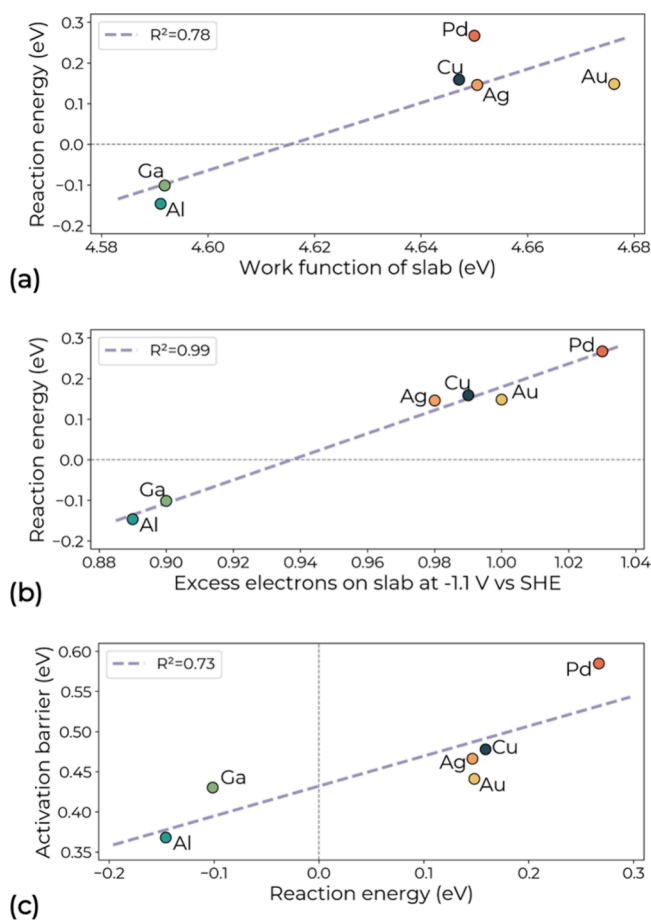 R²=0.78
Reaction energy (eV)
0.3
0.2
0.1
0.0
−0.1
−0.2
Pd
Cu
Ag
Au
Ga
Al
4.58 4.60 4.62 4.64 4.66 4.68
Work function of slab (eV)
(a)
R²=0.99
Reaction energy (eV)
0.3
0.2
0.1
0.0
−0.1
−0.2
Pd
Cu
Ag
Au
Ga
Al
0.88 0.90 0.92 0.94 0.96 0.98 1.00 1.02 1.04
Excess electrons on slab at -1.1 V vs SHE
(b)
R²=0.73
Activation barrier (eV)
0.60
0.55
0.50
0.45
0.40
0.35
Pd
Cu
Ag
Au
Ga
Al
−0.2 −0.1 0.0 0.1 0.2 0.3
Reaction energy (eV)
(c)